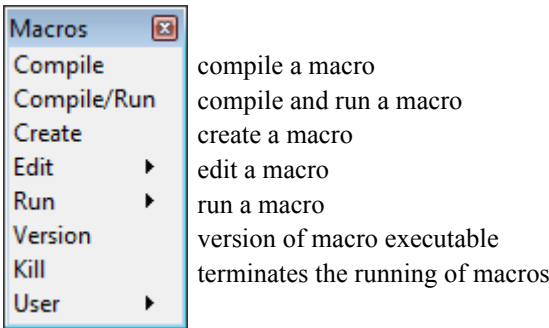 Macros
Compile compile a macro
Compile/Run compile and run a macro
Create create a macro
Edit edit a macro
Run run a macro
Version version of macro executable
Kill terminates the running of macros
User